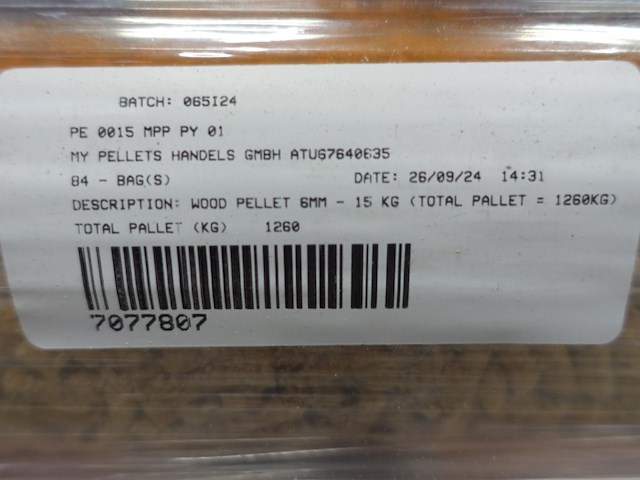 BATCH: 065I24
PE 0015 MPP PY 01
MY PELLETS HANDELS GMBH ATU67640635
84 - BAG(S) DATE: 26/09/24 14:31
DESCRIPTION: WOOD PELLET 6MM - 15 KG (TOTAL PALLET = 1260KG)
TOTAL PALLET (KG) 1260
7077807